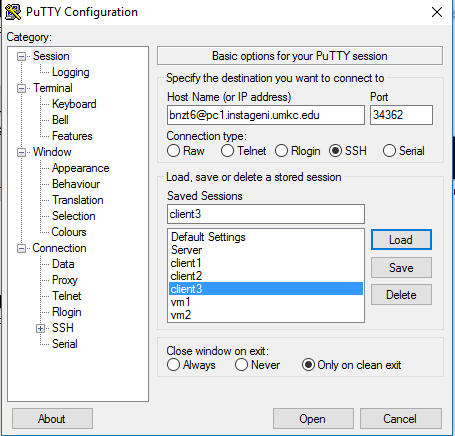 PuTTY Configuration
Category:
Session
Logging
Terminal
Keyboard
Bell
Features
Window
Appearance
Behaviour
Translation
Selection
Colours
Connection
Data
Proxy
Telnet
Rlogin
SSH
Serial
Basic options for your PuTTY session
Specify the destination you want to connect to
Host Name (or IP address) Port
bnzt6@pc1.instageni.umkc.edu 34362
Connection type:
Raw Telnet Rlogin SSH Serial
Load, save or delete a stored session
Saved Sessions
client3
Default Settings
Server
client1
client2
client3
vm1
vm2
Load
Save
Delete
Close window on exit:
Always Never Only on clean exit
About Open Cancel